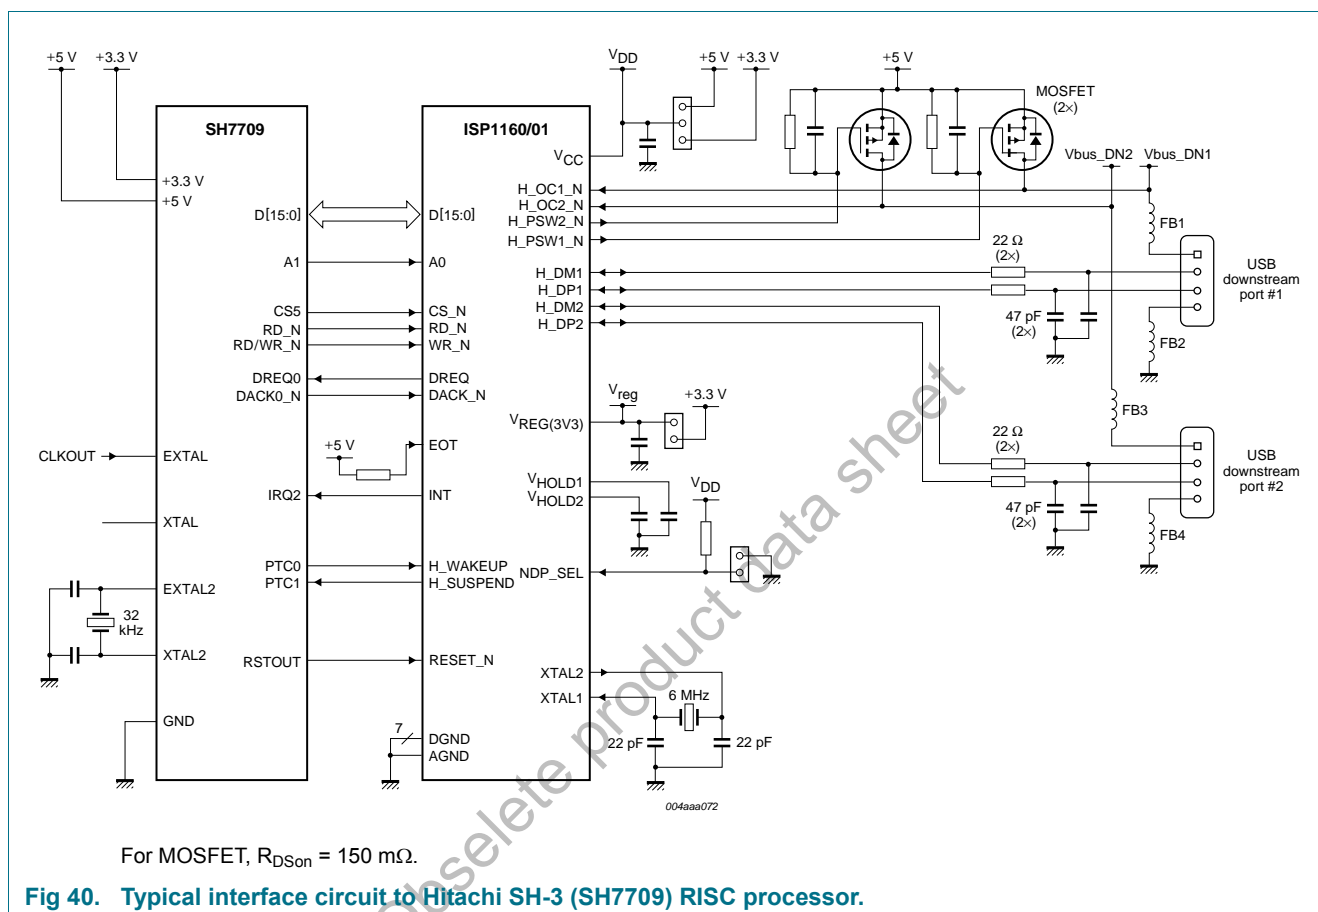 +5 V +3.3 V
SH7709
+3.3 V
+5 V
D[15:0]
A1
CS5
RD_N
RD/WR_N
DREQ0
DACK0_N
CLKOUT
EXTAL
IRQ2
XTAL
PTC0
PTC1
EXTAL2
32
kHz
XTAL2
RSTOUT
GND
ISP1160/01
D[15:0]
A0
CS_N
RD_N
WR_N
DREQ
DACK_N
+5 V
EOT
INT
H_WAKEUP
H_SUSPEND
RESET_N
7
DGND
AGND
VCC
H_OC1_N
H_OC2_N
H_PSW2_N
H_PSW1_N
H_DM1
H_DP1
H_DM2
H_DP2
VREG(3V3)
VHOLD1
VHOLD2
NDP_SEL
XTAL2
XTAL1
VDD
+5 V +3.3 V
+5 V
MOSFET
(2×)
Vbus_DN2 Vbus_DN1
FB1
22 Ω
(2×)
USB
downstream
port #1
47 pF
(2×)
FB2
Vreg
+3.3 V
FB3
22 Ω
(2×)
USB
downstream
port #2
VDD
47 pF
(2×)
FB4
6 MHz
22 pF
22 pF
004aaa072
Obselete product data sheet
For MOSFET, RDSon = 150 mΩ.
Fig 40. Typical interface circuit to Hitachi SH-3 (SH7709) RISC processor.